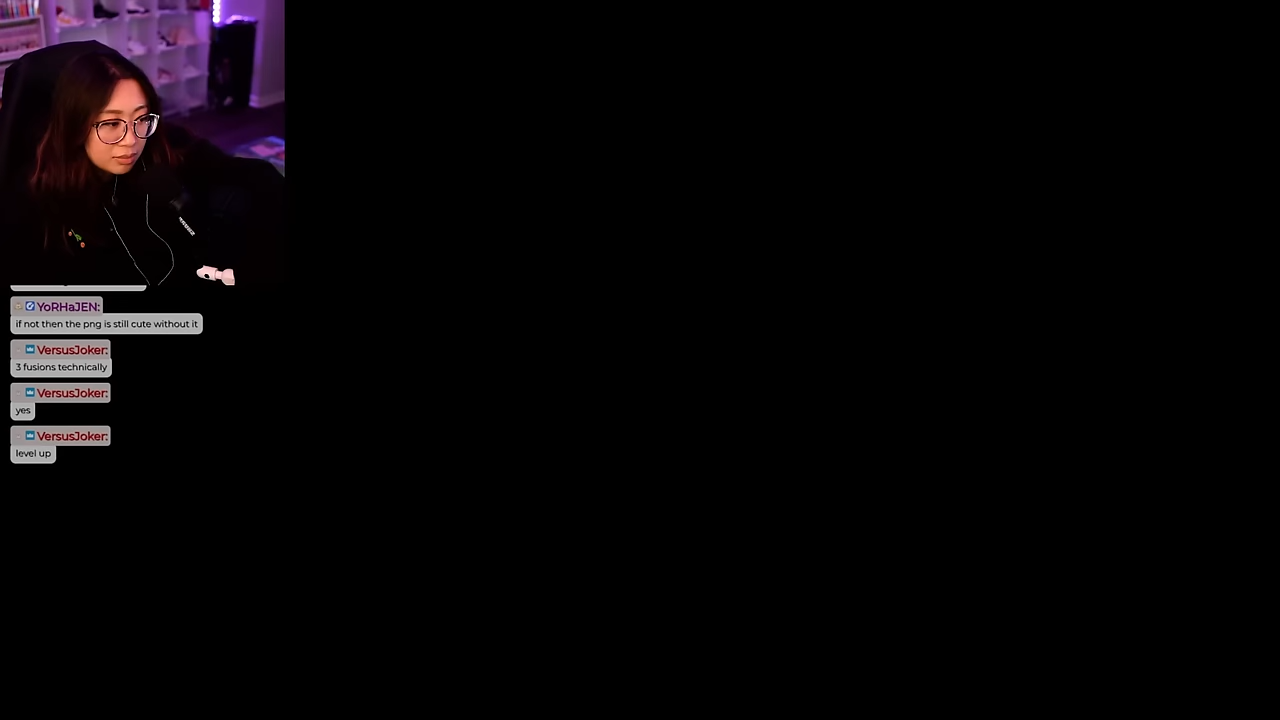 YoRHaJEN:
if not then the png is still cute without it
VersusJoker:
3 fusions technically
VersusJoker:
yes
VersusJoker:
level up